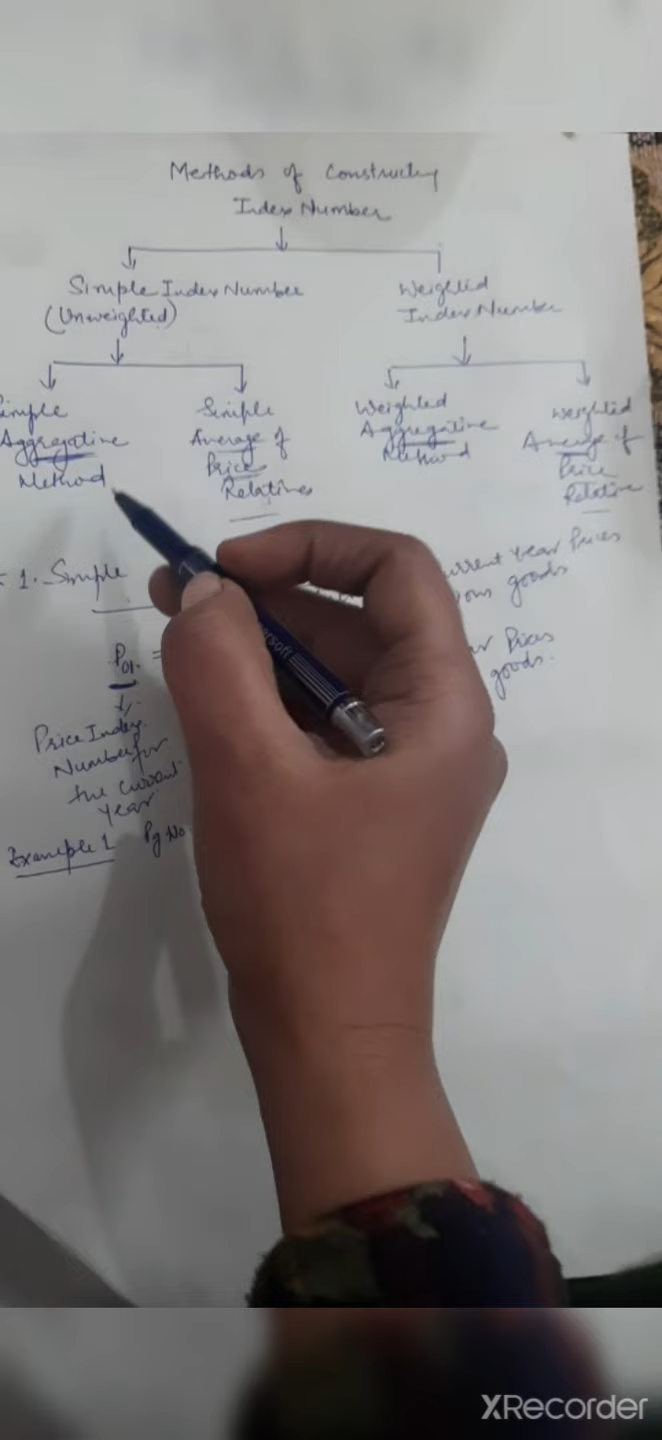 Methods of Constructing
Index Number
Simple Index Number
(Unweighted)
Weighted
Index Number
Simple
Aggregative
Method
Simple
Average of
Price
Relatives
Weighted
Aggregative
Method
Weighted
Average of
Price
Relative
1. Simple
Current Year Prices
goods
P01 =
Prices
goods.
Price Index
Number for
the Current
Year
Example 1 Pg No.
XRecorder